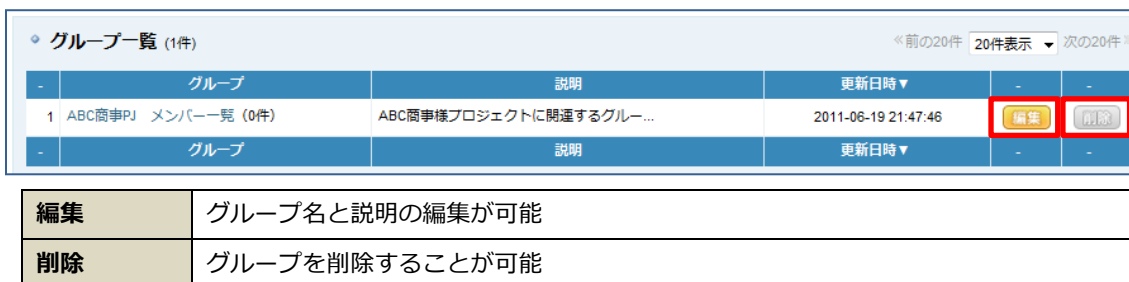 グループ一覧 (1件) ≪前の20件 20件表示 ▼ 次の20件≫
- グループ 説明 更新日時▼ - -
1 ABC商事PJ メンバー一覧 (0件) ABC商事様プロジェクトに関連するグルー... 2011-06-19 21:47:46 編集 削除
- グループ 説明 更新日時▼ - -
編集 グループ名と説明の編集が可能
削除 グループを削除することが可能